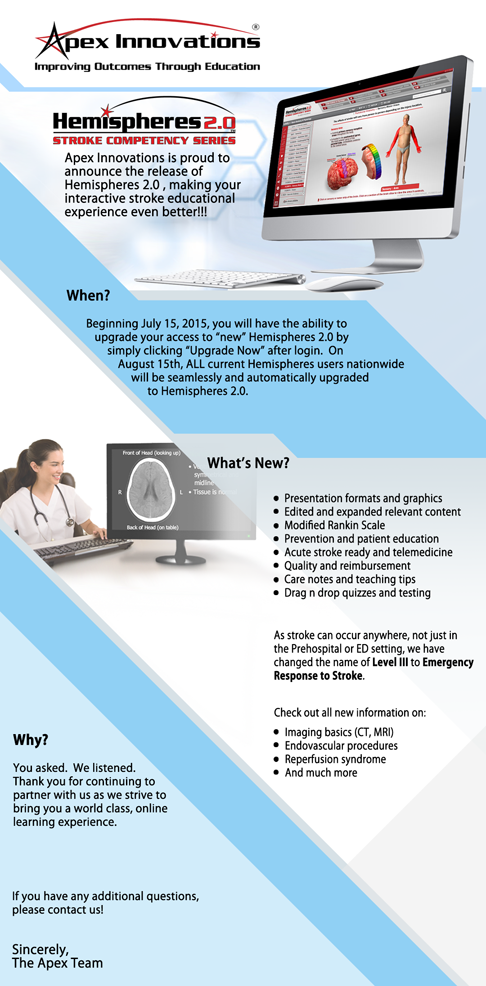 Apex Innovations ®
Improving Outcomes Through Education
Hemispheres 2.0
STROKE COMPETENCY SERIES
Apex Innovations is proud to
announce the release of
Hemispheres 2.0 , making your
interactive stroke educational
experience even better!!!
When?
Beginning July 15, 2015, you will have the ability to
upgrade your access to “new” Hemispheres 2.0 by
simply clicking “Upgrade Now” after login. On
August 15th, ALL current Hemispheres users nationwide
will be seamlessly and automatically upgraded
to Hemispheres 2.0.
Front of Head (looking up)
R L
midline
• Tissue is
Back of Head (on table)
What’s New?
• Presentation formats and graphics
• Edited and expanded relevant content
• Modified Rankin Scale
• Prevention and patient education
• Acute stroke ready and telemedicine
• Quality and reimbursement
• Care notes and teaching tips
• Drag n drop quizzes and testing
As stroke can occur anywhere, not just in
the Prehospital or ED setting, we have
changed the name of Level III to Emergency
Response to Stroke.
Check out all new information on:
• Imaging basics (CT, MRI)
• Endovascular procedures
• Reperfusion syndrome
• And much more
Why?
You asked. We listened.
Thank you for continuing to
partner with us as we strive to
bring you a world class, online
learning experience.
If you have any additional questions,
please contact us!
Sincerely,
The Apex Team